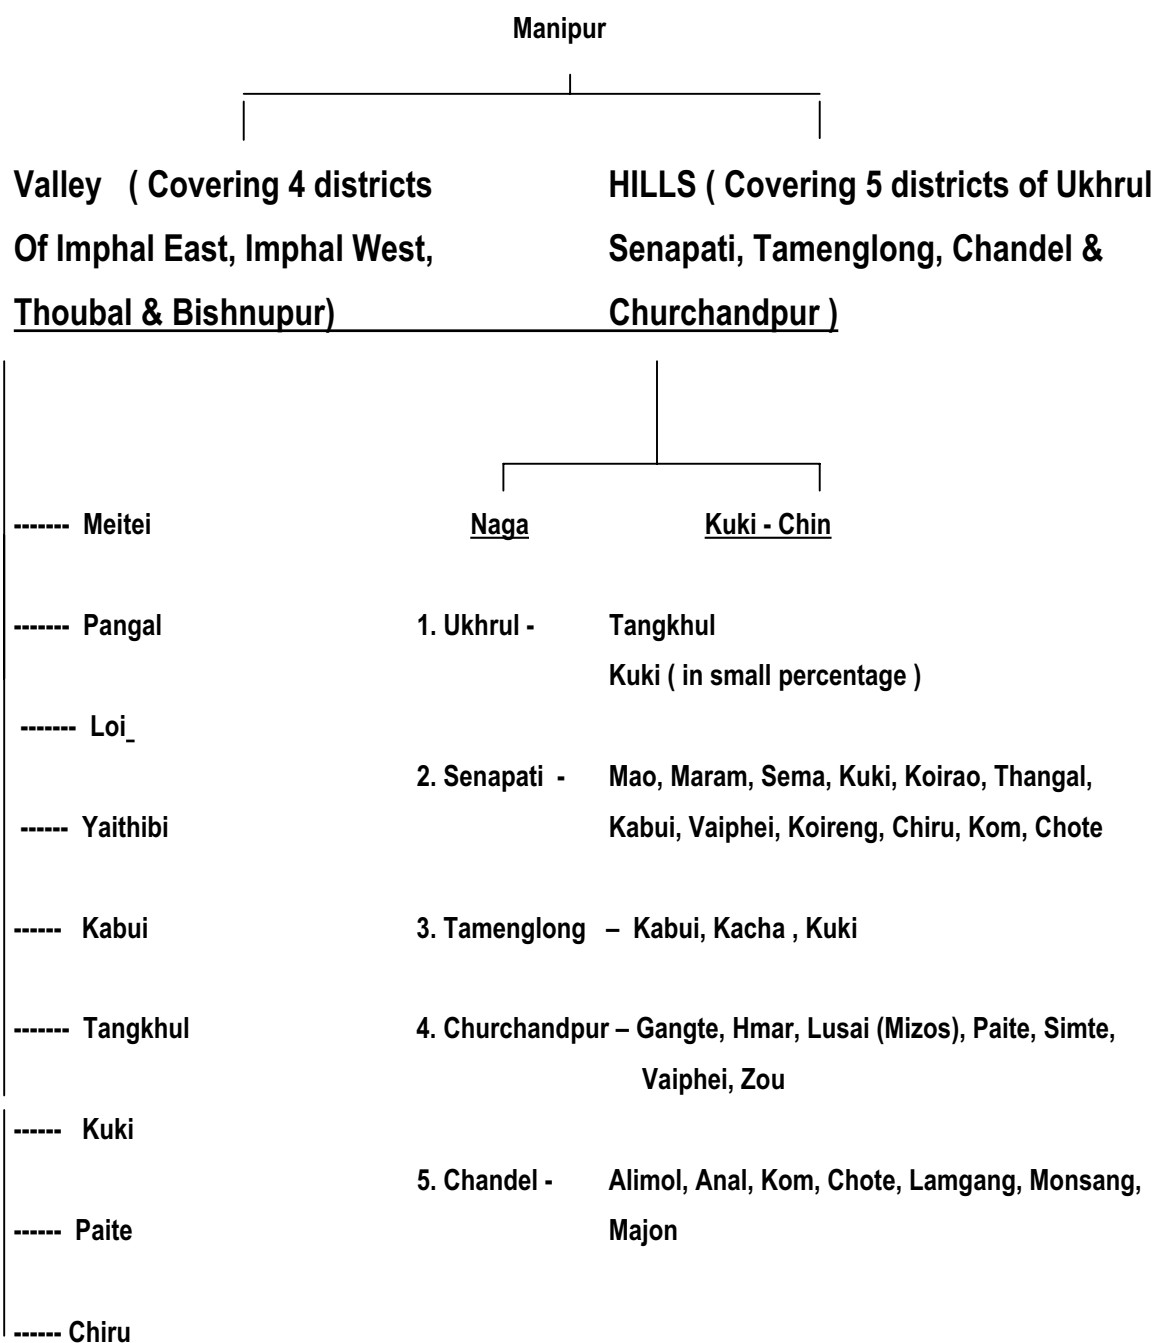 Manipur
Valley ( Covering 4 districts
Of Imphal East, Imphal West,
Thoubal & Bishnupur)
HILLS ( Covering 5 districts of Ukhrul
Senapati, Tamenglong, Chandel &
Churchandpur )
------- Meitei
------- Pangal
------- Loi_
------ Yaithibi
------ Kabui
------- Tangkhul
------ Kuki
------ Paite
------ Chiru
Naga
Kuki - Chin
1. Ukhrul - Tangkhul
Kuki ( in small percentage )
2. Senapati - Mao, Maram, Sema, Kuki, Koirao, Thangal,
Kabui, Vaiphei, Koireng, Chiru, Kom, Chote
3. Tamenglong – Kabui, Kacha , Kuki
4. Churchandpur – Gangte, Hmar, Lusai (Mizos), Paite, Simte,
Vaiphei, Zou
5. Chandel - Alimol, Anal, Kom, Chote, Lamgang, Monsang,
Majon